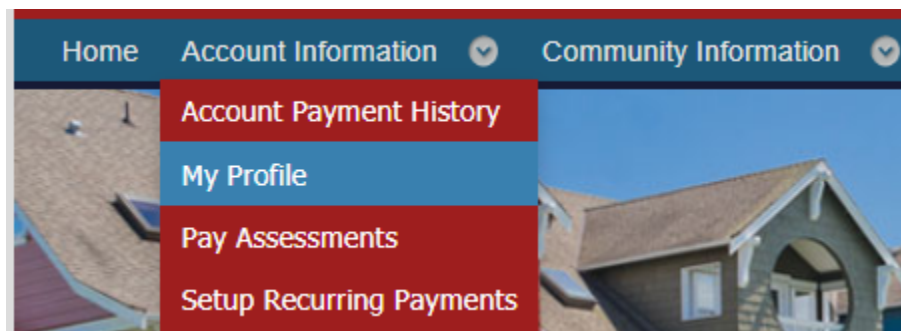 Home Account Information Community Information
Account Payment History
My Profile
Pay Assessments
Setup Recurring Payments